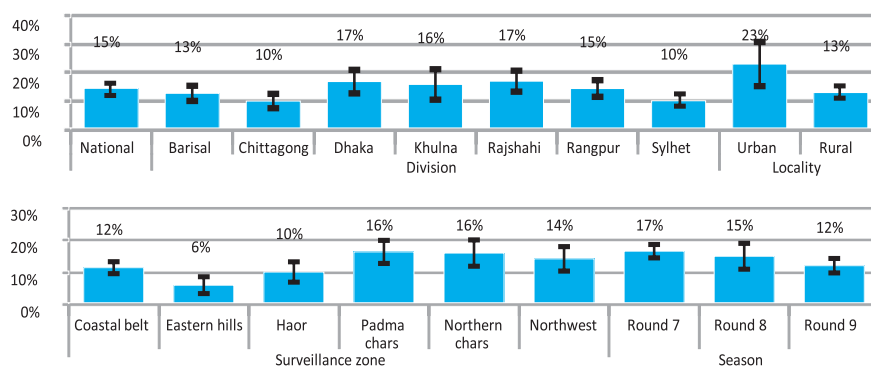 40%
30%
20%
10%
0%
15% 13% 10% 17% 16% 17% 15% 10% 23% 13%
National Barisal Chittagong Dhaka Khulna Rajshahi Rangpur Sylhet Urban Rural
Division Locality
30%
20%
10%
0%
12% 6% 10% 16% 16% 14% 17% 15% 12%
Coastal belt Eastern hills Haor Padma chars Northern chars Northwest Round 7 Round 8 Round 9
Surveillance zone Season